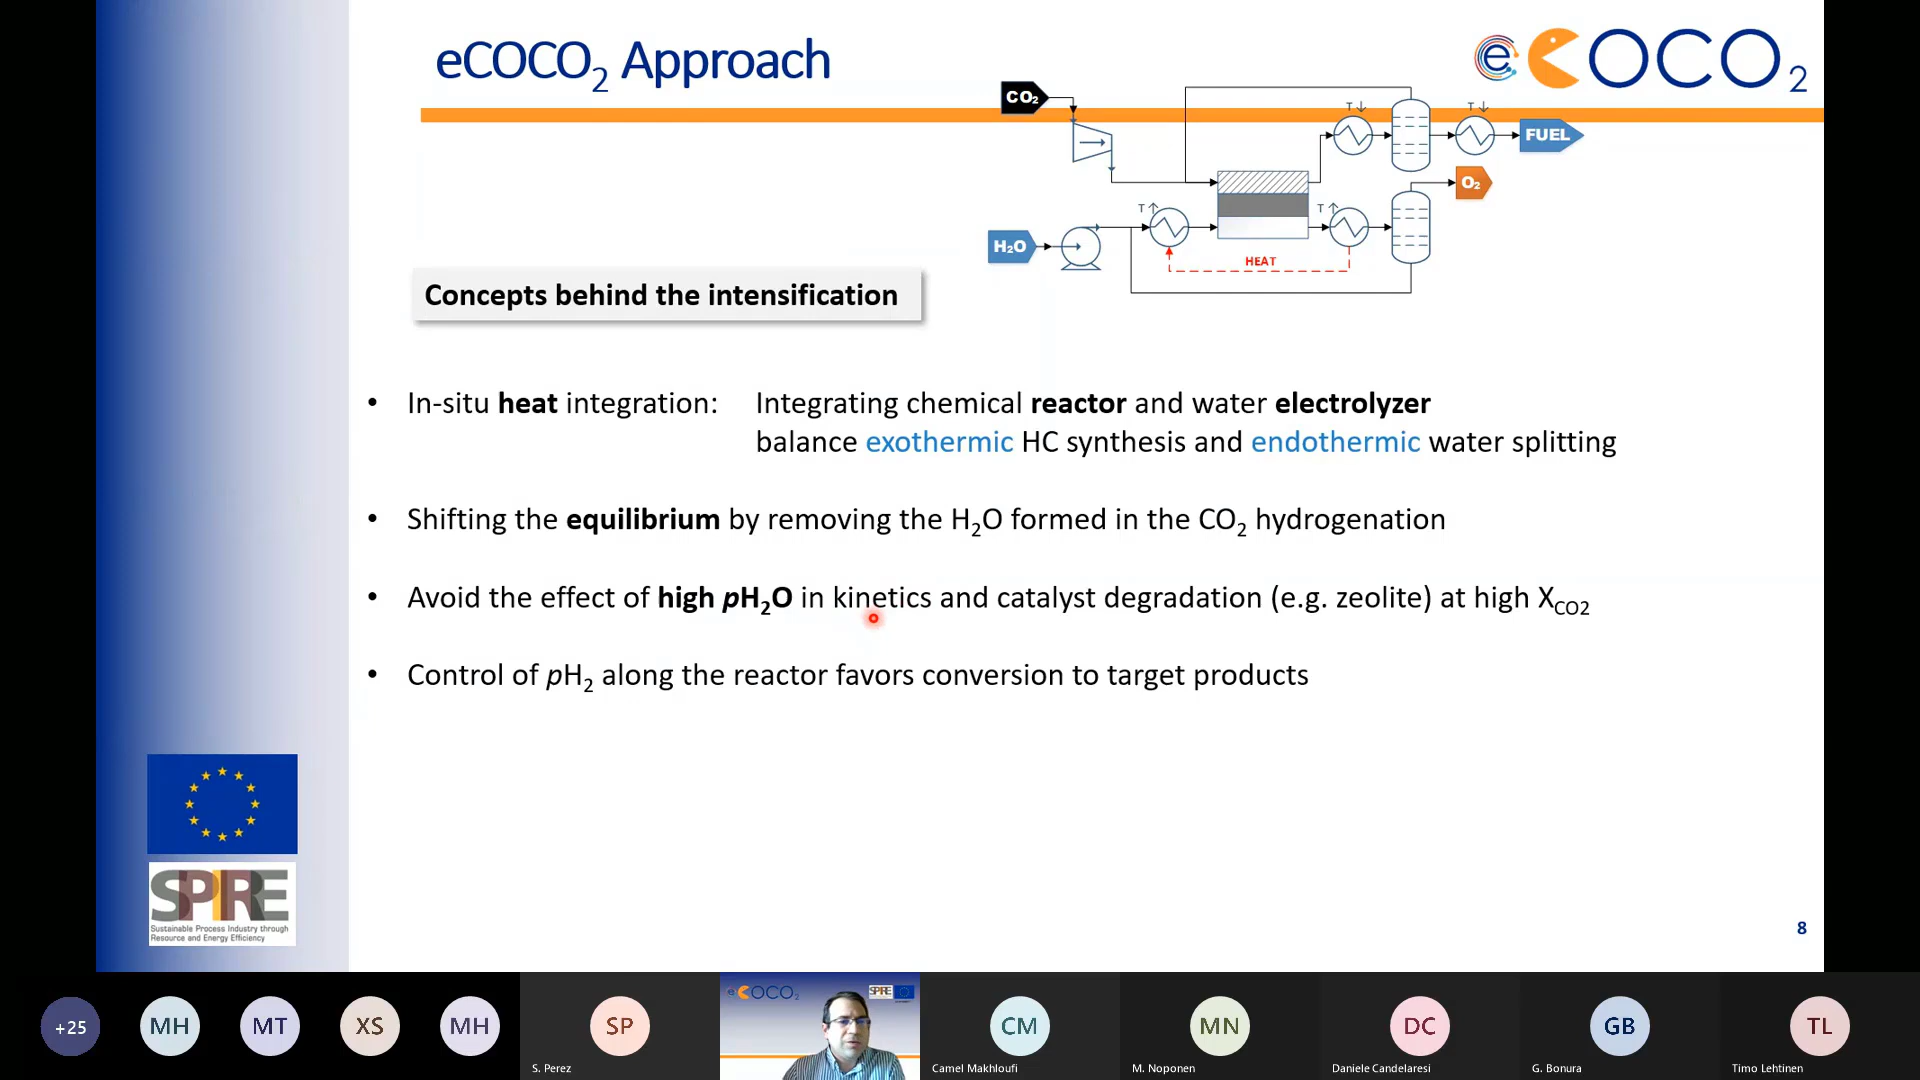 eCOCO2 Approach
e COCO2
CO₂
T↓
T↓
FUEL
O₂
T↑
T↑
H₂O
HEAT
Concepts behind the intensification
• In-situ heat integration: Integrating chemical reactor and water electrolyzer
balance exothermic HC synthesis and endothermic water splitting
• Shifting the equilibrium by removing the H2O formed in the CO2 hydrogenation
• Avoid the effect of high pH2O in kinetics and catalyst degradation (e.g. zeolite) at high XCO2
• Control of pH2 along the reactor favors conversion to target products
SPIRE
Sustainable Process Industry through
Resource and Energy Efficiency
8
+25
MH
MT
XS
MH
SP
S. Perez
eCOCO2
SPIRE
CM
Camel Makhloufi
MN
M. Noponen
DC
Daniele Candelaresi
GB
G. Bonura
TL
Timo Lehtinen